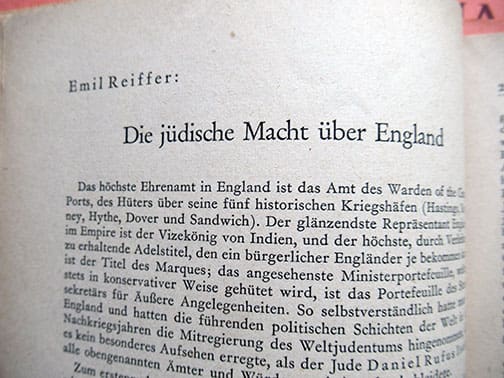 Emil Reiffer:
Die jüdische Macht über England
Das höchste Ehrenamt in England ist das Amt des Warden of the
Ports, des Hüters über seine fünf historischen Kriegshäfen (Hastings,
ney, Hythe, Dover und Sandwich). Der glänzendste Repräsentant
im Empire ist der Vizekönig von Indien, und der höchste, durch
zu erhaltende Adelstitel, den ein bürgerlicher Engländer je bekommen
ist der Titel des Marques; das angesehenste Ministerportefeuille,
stets in konservativer Weise gehütet wird, ist das Portefeuille des
sekretärs für Äußere Angelegenheiten. So selbstverständlich hatte
England und hatten die führenden politischen Schichten der Welt
Nachkriegsjahren die Mitregierung des Weltjudentums hingenommen
es kein besonderes Aufsehen erregte, als der Jude Daniel Rufus
alle obengenannten Ämter und